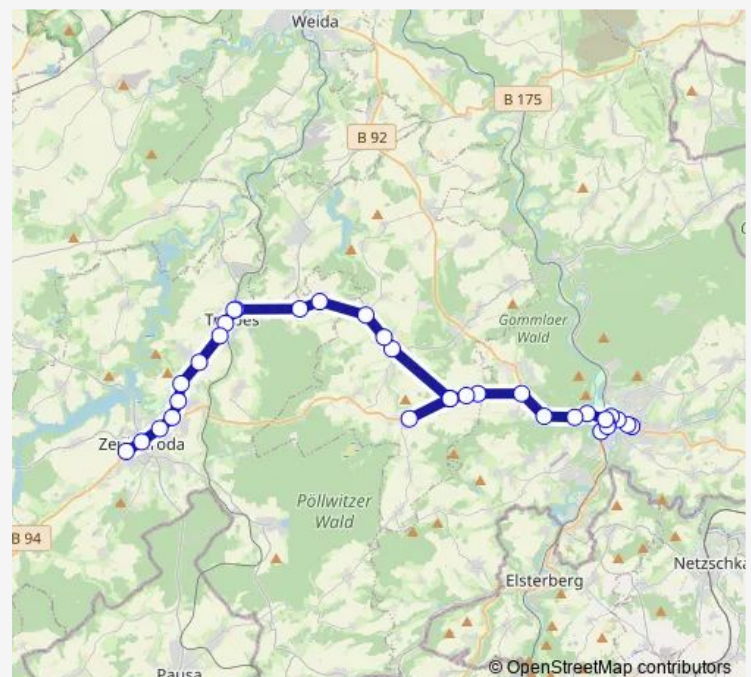 Weida
B 175
B 92
Gommlaer
Wald
Pöllwitzer
Wald
B 94
Elsterberg
Netzschka
Pausa
© OpenStreetMap contributors